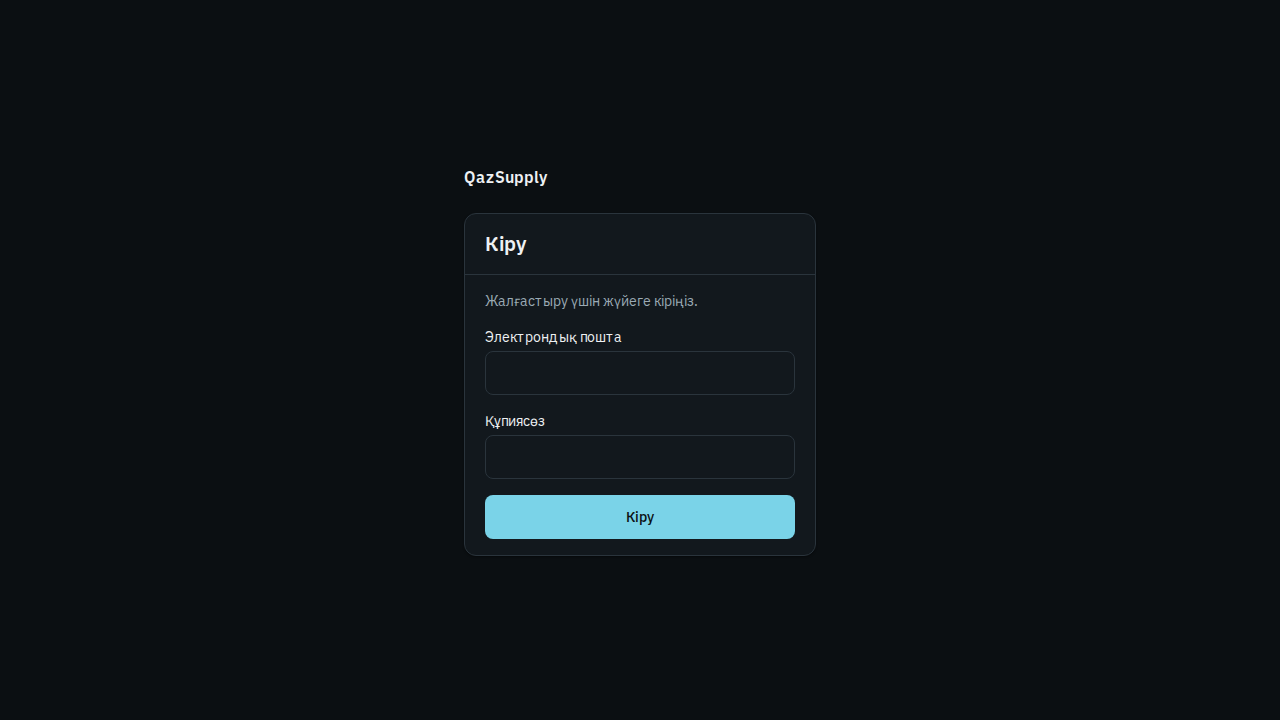 QazSupply
Кіру
Жалғастыру үшін жүйеге кіріңіз.
Электрондық пошта
Құпиясөз
Кіру